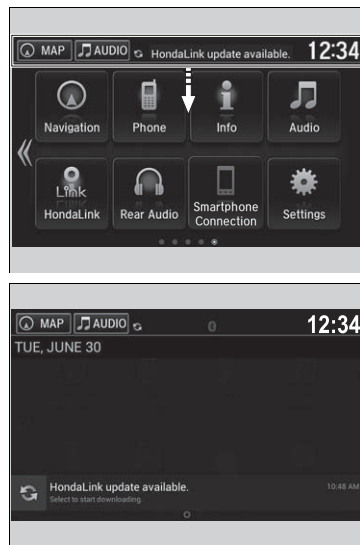 MAP AUDIO HondaLink update available. 12:34
Navigation Phone Info Audio
Link
HondaLink Rear Audio Smartphone Connection Settings
MAP AUDIO 0 12:34
TUE, JUNE 30
HondaLink update available. 10:48 AM
Select to start downloading.